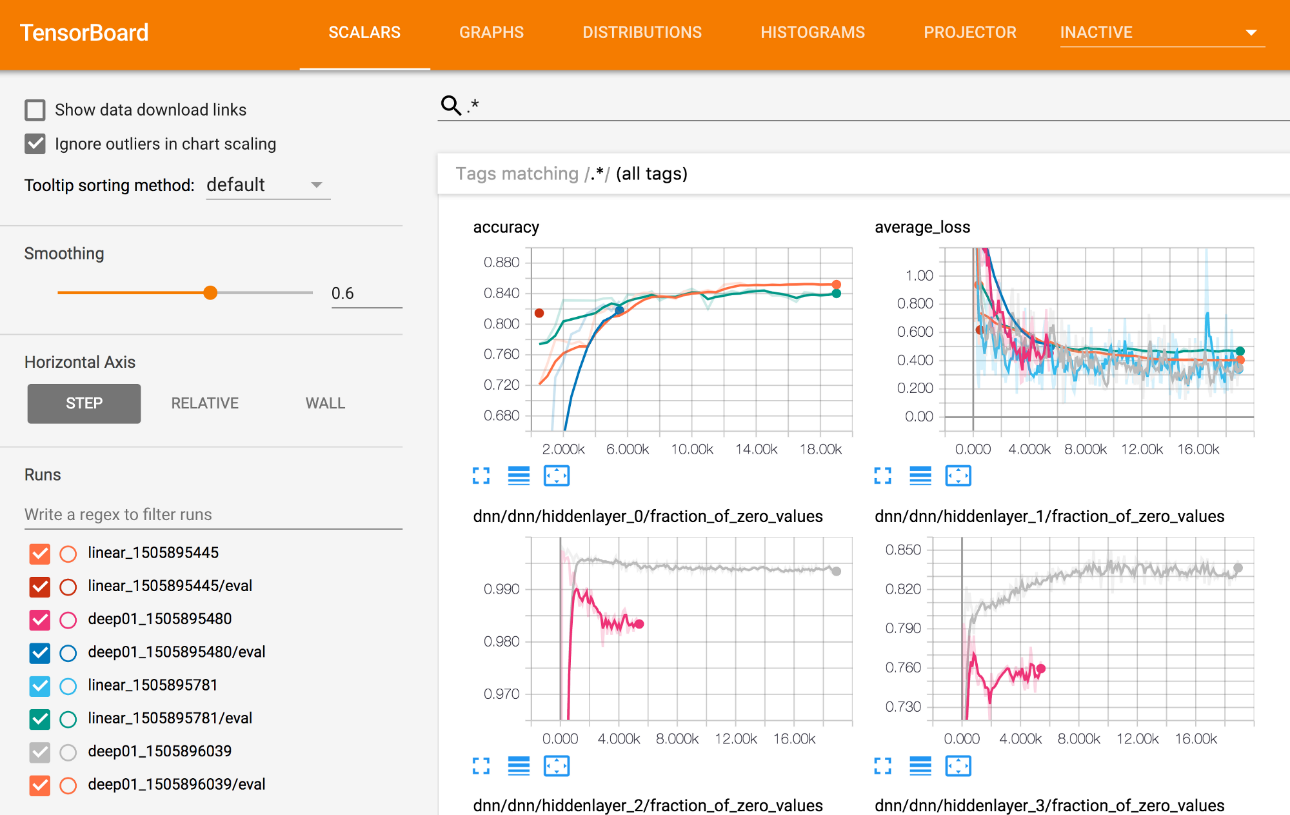 TensorBoard
SCALARS
GRAPHS
DISTRIBUTIONS
HISTOGRAMS
PROJECTOR
INACTIVE
Show data download links
Ignore outliers in chart scaling
Tooltip sorting method: default
Smoothing
0.6
Horizontal Axis
STEP
RELATIVE
WALL
Runs
Write a regex to filter runs
linear_1505895445
linear_1505895445/eval
deep01_1505895480
deep01_1505895480/eval
linear_1505895781
linear_1505895781/eval
deep01_1505896039
deep01_1505896039/eval
.*
Tags matching /.*/ (all tags)
accuracy
0.880
0.840
0.800
0.760
0.720
0.680
2.000k 6.000k 10.00k 14.00k 18.00k
average_loss
1.00
0.800
0.600
0.400
0.200
0.00
0.000 4.000k 8.000k 12.00k 16.00k
dnn/dnn/hiddenlayer_0/fraction_of_zero_values
0.990
0.980
0.970
0.000 4.000k 8.000k 12.00k 16.00k
dnn/dnn/hiddenlayer_1/fraction_of_zero_values
0.850
0.820
0.790
0.760
0.730
0.000 4.000k 8.000k 12.00k 16.00k
dnn/dnn/hiddenlayer_2/fraction_of_zero_values
dnn/dnn/hiddenlayer_3/fraction_of_zero_values